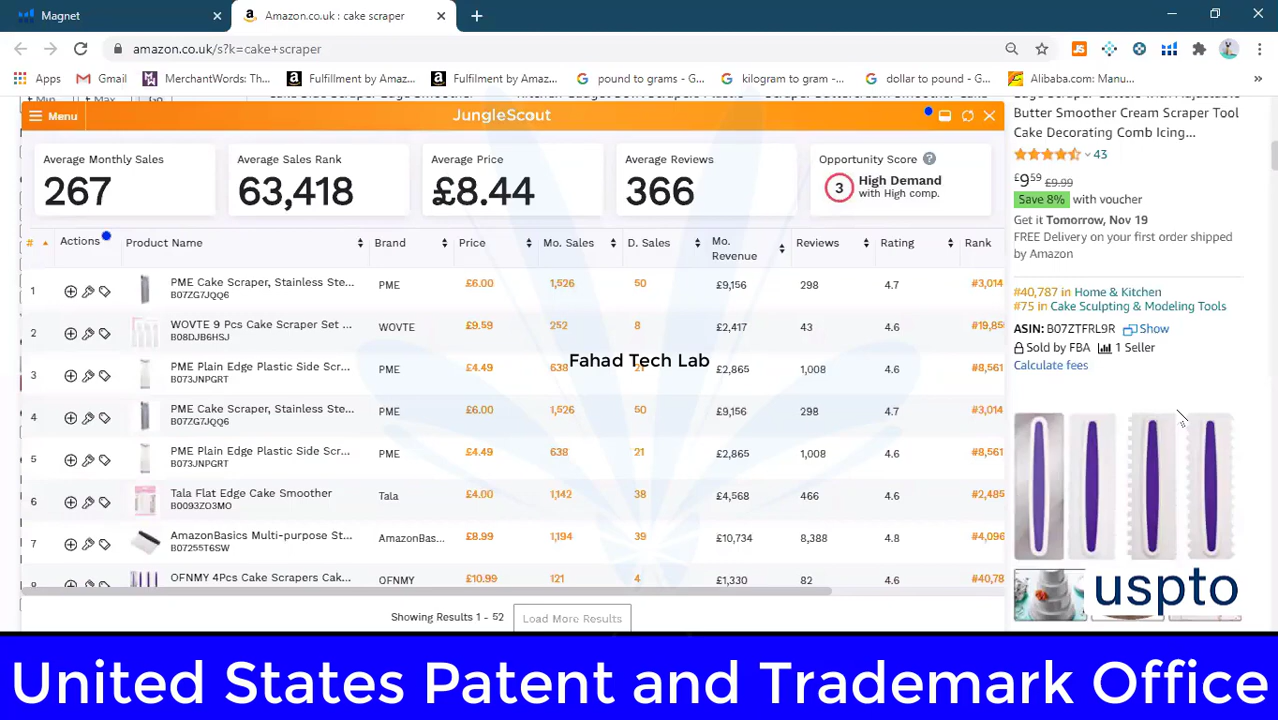 Magnet
Amazon.co.uk : cake scraper
amazon.co.uk/s?k=cake+scraper
Apps
Gmail
MerchantWords: Th...
Fulfillment by Amaz...
Fulfilment by Amaz...
pound to grams - G...
kilogram to gram -...
dollar to pound - G...
Alibaba.com: Manu...
Menu
JungleScout
Average Monthly Sales
267
Average Sales Rank
63,418
Average Price
£8.44
Average Reviews
366
Opportunity Score
3
High Demand
with High comp.
# Actions Product Name Brand Price Mo. Sales D. Sales Mo. Revenue Reviews Rating Rank
1 PME Cake Scraper, Stainless Ste... PME £6.00 1,526 50 £9,156 298 4.7 #3,014
B07ZG7JQQ6
2 WOVTE 9 Pcs Cake Scraper Set ... WOVTE £9.59 252 8 £2,417 43 4.6 #19,85
B08DJB6HSJ
3 PME Plain Edge Plastic Side Scr... PME £4.49 638 21 £2,865 1,008 4.6 #8,561
B073JNPGRT
4 PME Cake Scraper, Stainless Ste... PME £6.00 1,526 50 £9,156 298 4.7 #3,014
B07ZG7JQQ6
5 PME Plain Edge Plastic Side Scr... PME £4.49 638 21 £2,865 1,008 4.6 #8,561
B073JNPGRT
6 Tala Flat Edge Cake Smoother Tala £4.00 1,142 38 £4,568 466 4.6 #2,485
B0093ZO3MO
7 AmazonBasics Multi-purpose St... AmazonBas... £8.99 1,194 39 £10,734 8,388 4.8 #4,096
B07255T6SW
OFNMY 4Pcs Cake Scrapers Cak... OFNMY £10.99 121 4 £1,330 82 4.6 #40,78
Showing Results 1 - 52
Load More Results
Fahad Tech Lab
Butter Smoother Cream Scraper Tool
Cake Decorating Comb Icing...
43
£9.59 £9.99
Save 8% with voucher
Get it Tomorrow, Nov 19
FREE Delivery on your first order shipped
by Amazon
#40,787 in Home & Kitchen
#75 in Cake Sculpting & Modeling Tools
ASIN: B07ZTFRL9R Show
Sold by FBA 1 Seller
Calculate fees
uspto
United States Patent and Trademark Office